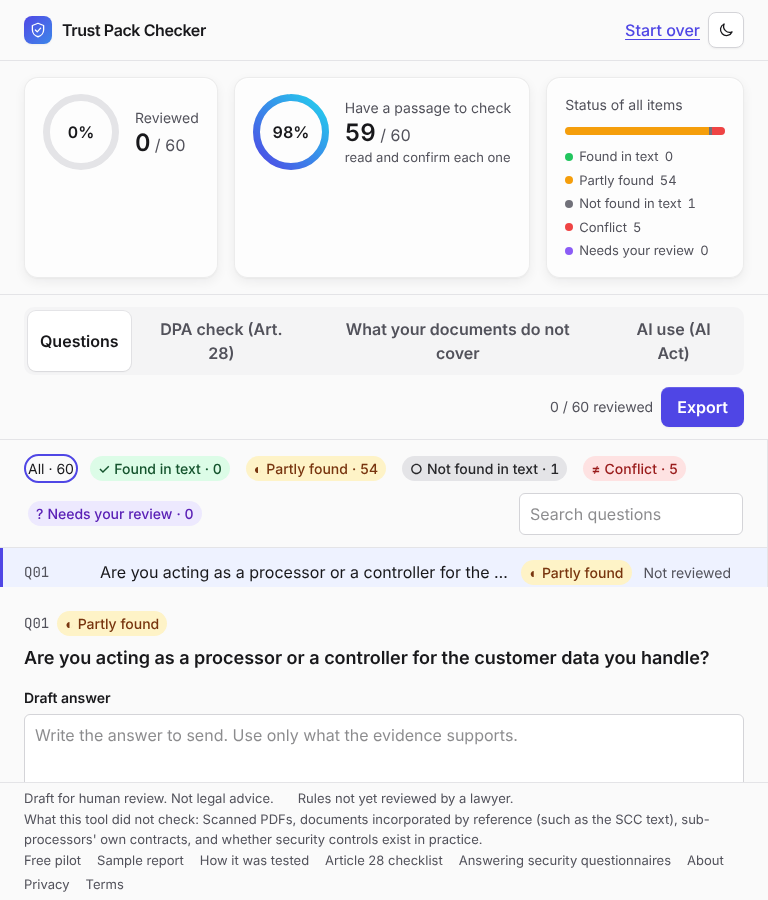 Trust Pack Checker
Start over
0%
Reviewed
0 / 60
98%
Have a passage to check
59 / 60
read and confirm each one
Status of all items
Found in text 0
Partly found 54
Not found in text 1
Conflict 5
Needs your review 0
Questions
DPA check (Art.
28)
What your documents do not
cover
AI use (AI
Act)
0 / 60 reviewed
Export
All · 60
✓ Found in text · 0
Partly found · 54
Not found in text · 1
≠ Conflict · 5
? Needs your review · 0
Search questions
Q01
Are you acting as a processor or a controller for the ...
Partly found
Not reviewed
Q01
Partly found
Are you acting as a processor or a controller for the customer data you handle?
Draft answer
Write the answer to send. Use only what the evidence supports.
Draft for human review. Not legal advice.
Rules not yet reviewed by a lawyer.
What this tool did not check: Scanned PDFs, documents incorporated by reference (such as the SCC text), sub-
processors' own contracts, and whether security controls exist in practice.
Free pilot
Sample report
How it was tested
Article 28 checklist
Answering security questionnaires
About
Privacy
Terms